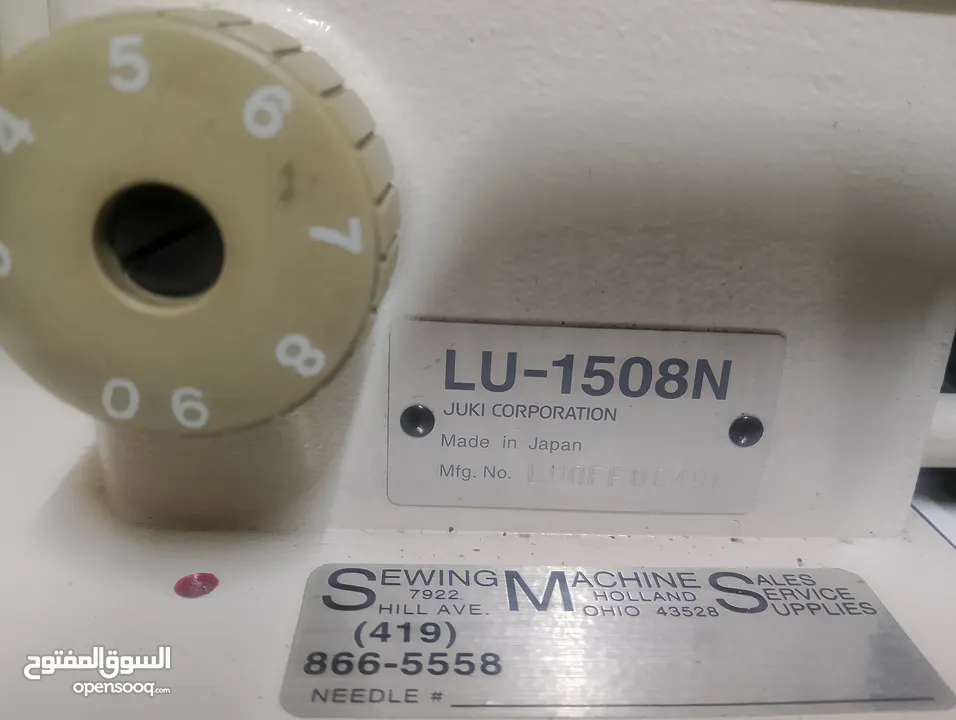 5
4
6
7
8
9
0
LU-1508N
JUKI CORPORATION
Made in Japan
Mfg. No.
SEWING MACHINE SALES
7922 HOLLAND SERVICE
HILL AVE. OHIO 43528 SUPPLIES
(419)
866-5558
NEEDLE #
السوق المفتوح
opensooq.com